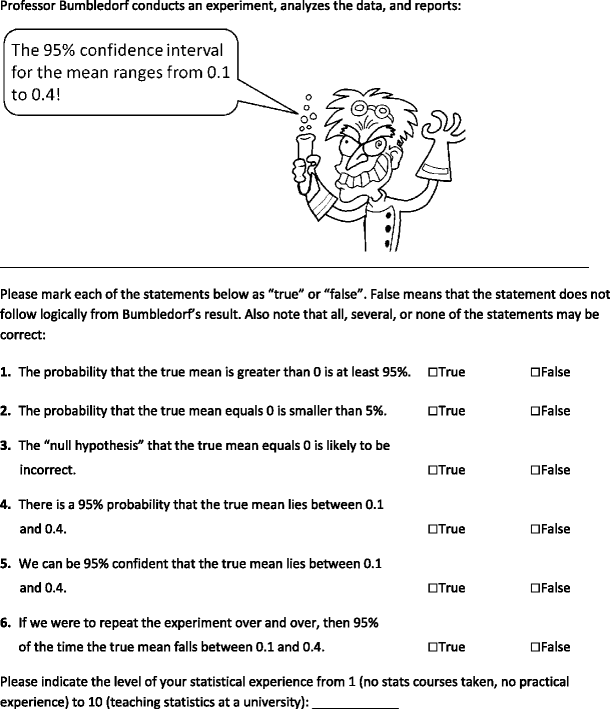 Professor Bumbledorf conducts an experiment, analyzes the data, and reports:
The 95% confidence interval
for the mean ranges from 0.1
to 0.4!
Please mark each of the statements below as “true” or “false”. False means that the statement does not
follow logically from Bumbledorf’s result. Also note that all, several, or none of the statements may be
correct:
1. The probability that the true mean is greater than 0 is at least 95%. ☐True ☐False
2. The probability that the true mean equals 0 is smaller than 5%. ☐True ☐False
3. The “null hypothesis” that the true mean equals 0 is likely to be
incorrect. ☐True ☐False
4. There is a 95% probability that the true mean lies between 0.1
and 0.4. ☐True ☐False
5. We can be 95% confident that the true mean lies between 0.1
and 0.4. ☐True ☐False
6. If we were to repeat the experiment over and over, then 95%
of the time the true mean falls between 0.1 and 0.4. ☐True ☐False
Please indicate the level of your statistical experience from 1 (no stats courses taken, no practical
experience) to 10 (teaching statistics at a university): ____________